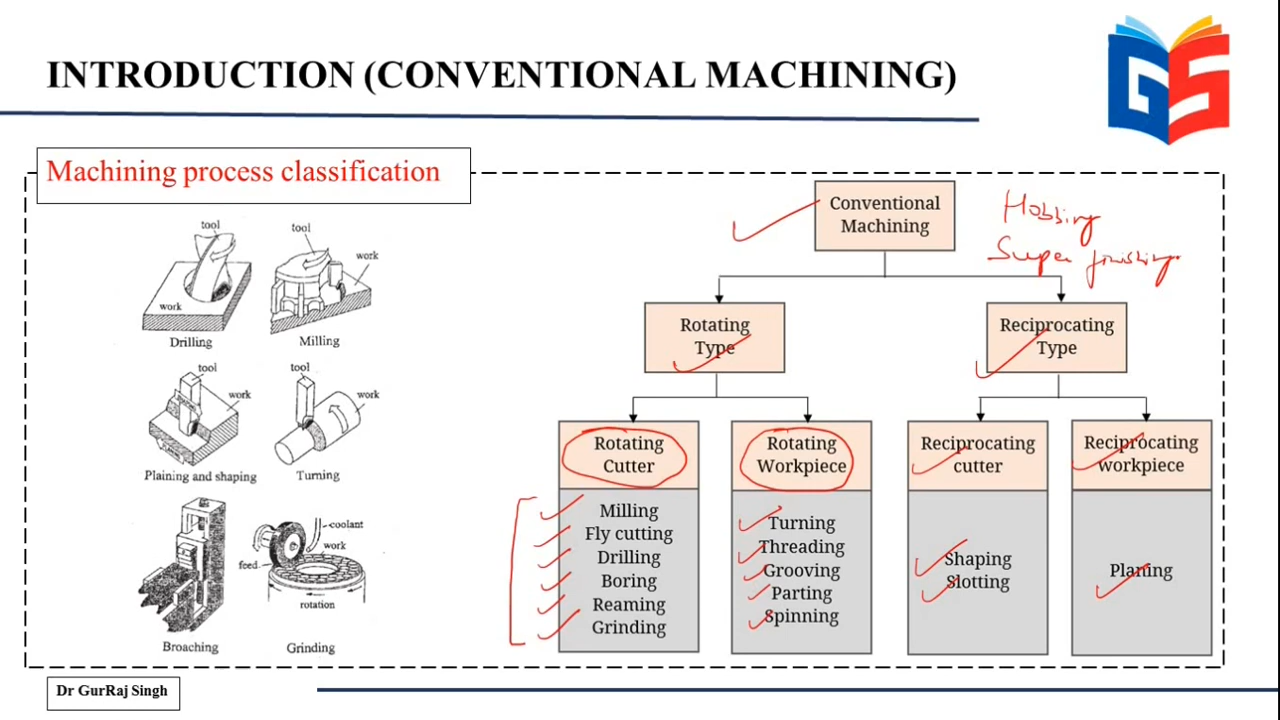 INTRODUCTION (CONVENTIONAL MACHINING)
GS
Machining process classification
tool
work
Drilling
tool
work
Milling
tool
work
Plaining and shaping
tool
work
Turning
Broaching
coolant
work
feed
rotation
Grinding
Conventional
Machining
Hobbing
Super finishing
Rotating
Type
Reciprocating
Type
Rotating
Cutter
Milling
Fly cutting
Drilling
Boring
Reaming
Grinding
Rotating
Workpiece
Turning
Threading
Grooving
Parting
Spinning
Reciprocating
cutter
Shaping
Slotting
Reciprocating
workpiece
Planing
Dr GurRaj Singh